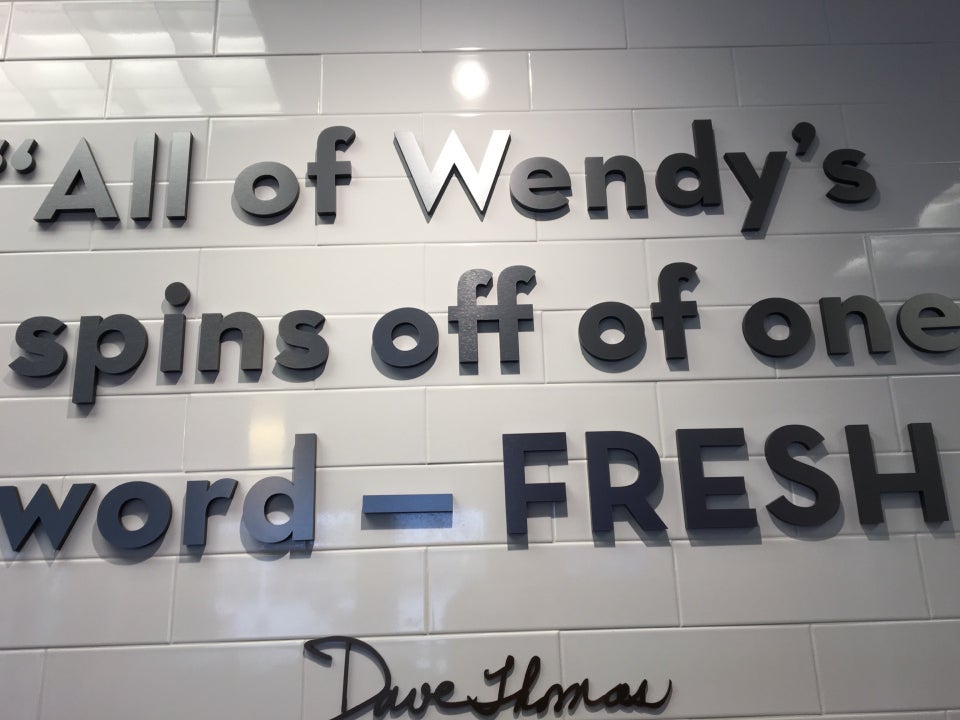 “All of Wendy’s
spins off of one
word – FRESH
Dave Thomas